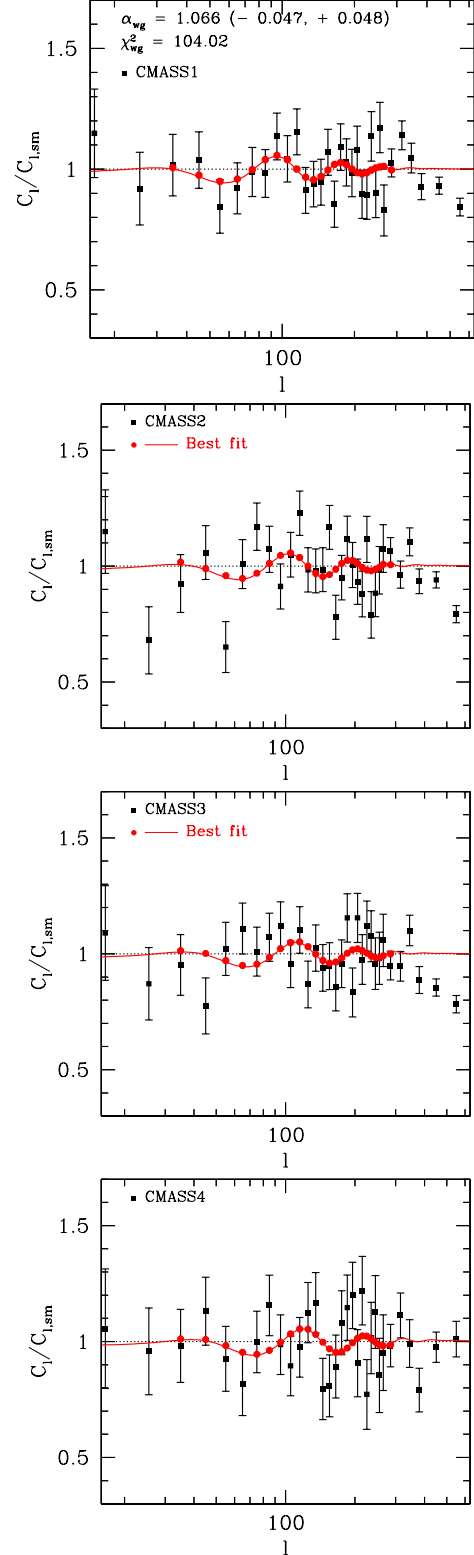 α_wg = 1.066 (− 0.047, + 0.048)
χ²_wg = 104.02
CMASS1
1.5
1
0.5
C_l/C_l,sm
100
l
CMASS2
Best fit
1.5
1
0.5
C_l/C_l,sm
100
l
CMASS3
Best fit
1.5
1
0.5
C_l/C_l,sm
100
l
CMASS4
1.5
1
0.5
C_l/C_l,sm
100
l